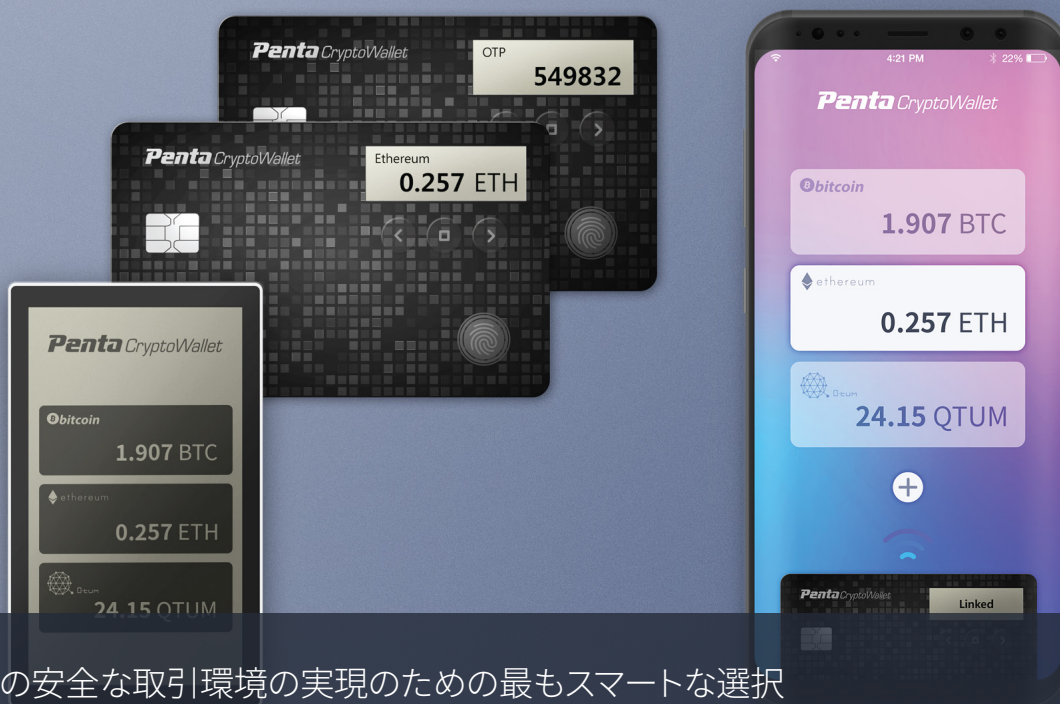 Penta CryptoWallet
OTP
549832
Penta CryptoWallet
Ethereum
0.257 ETH
Penta CryptoWallet
bitcoin
1.907 BTC
ethereum
0.257 ETH
Qtum
24.15 QTUM
4:21 PM
22%
Penta CryptoWallet
bitcoin
1.907 BTC
ethereum
0.257 ETH
Qtum
24.15 QTUM
Penta CryptoWallet
Linked
の安全な取引環境の実現のための最もスマートな選択